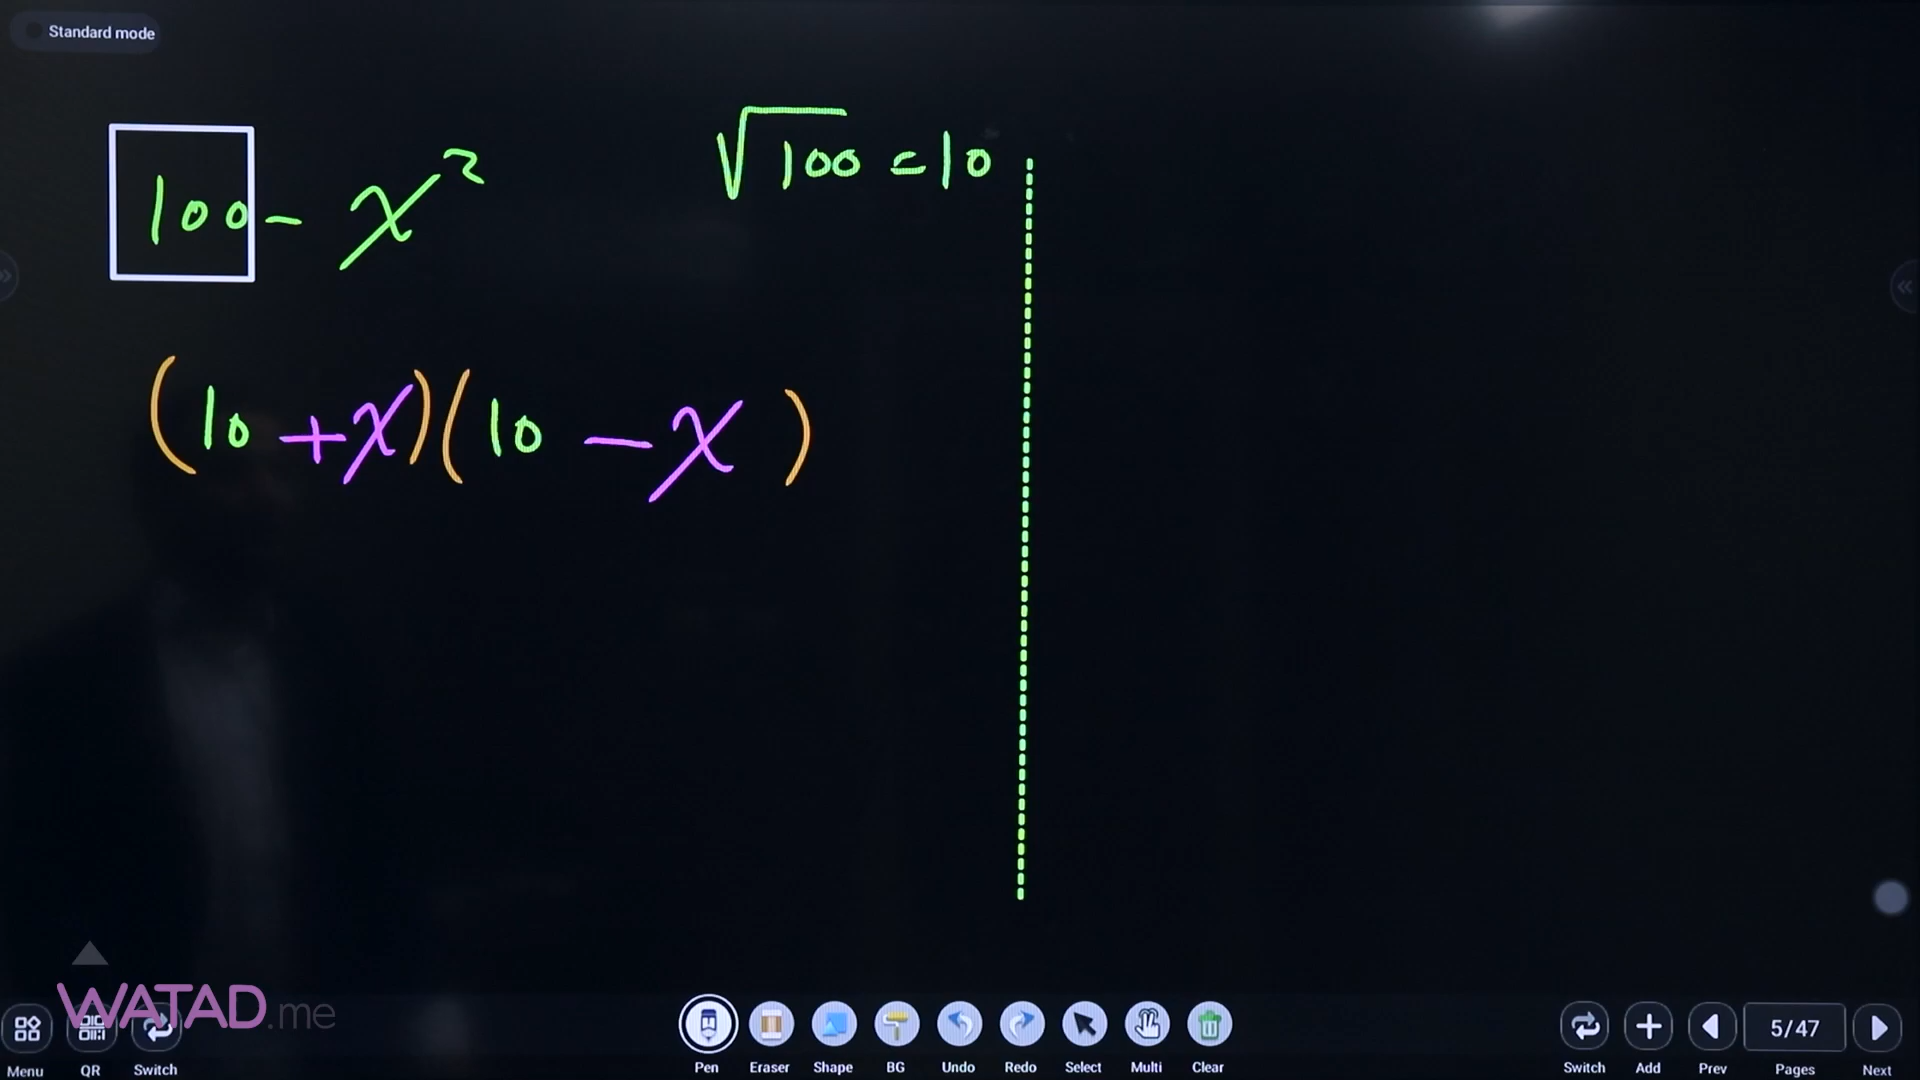 Standard mode
100 - x²
√100 = 10
(10 + x)(10 - x)
WATAD.me
Menu QR Switch
Pen Eraser Shape BG Undo Redo Select Multi Clear
Switch Add Prev 5/47 Pages Next